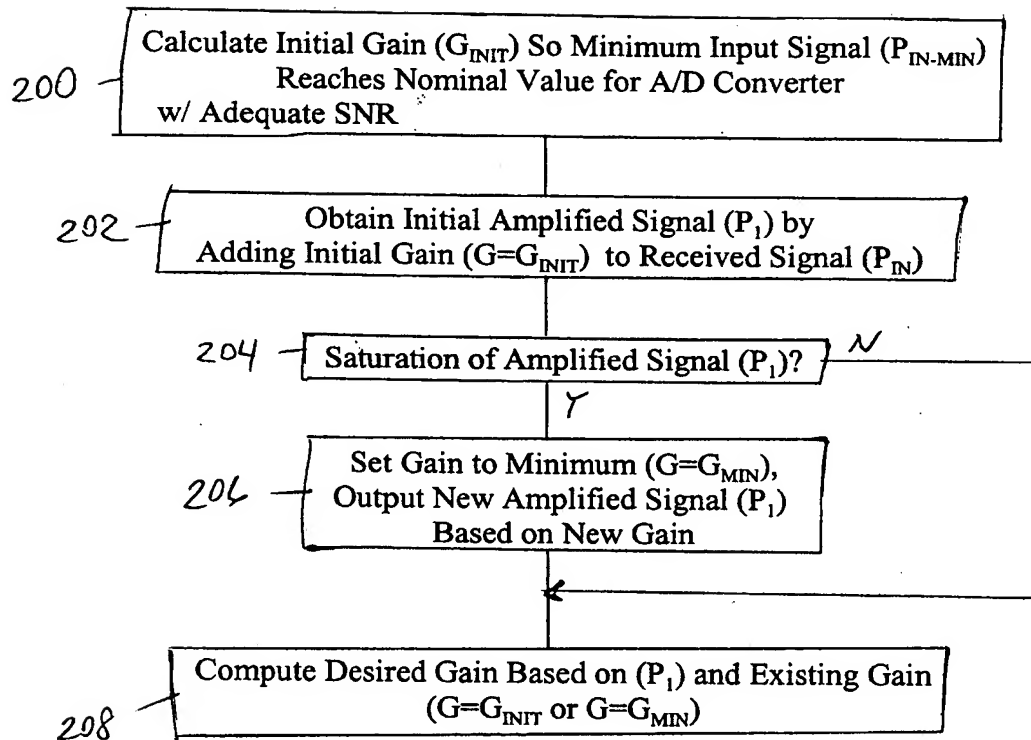 Calculate Initial Gain (G_INIT) So Minimum Input Signal (P_IN-MIN)
Reaches Nominal Value for A/D Converter
w/ Adequate SNR
200
Obtain Initial Amplified Signal (P_1) by
Adding Initial Gain (G=G_INIT) to Received Signal (P_IN)
202
204
Saturation of Amplified Signal (P_1)?
N
Y
Set Gain to Minimum (G=G_MIN),
Output New Amplified Signal (P_1)
Based on New Gain
206
Compute Desired Gain Based on (P_1) and Existing Gain
(G=G_INIT or G=G_MIN)
208